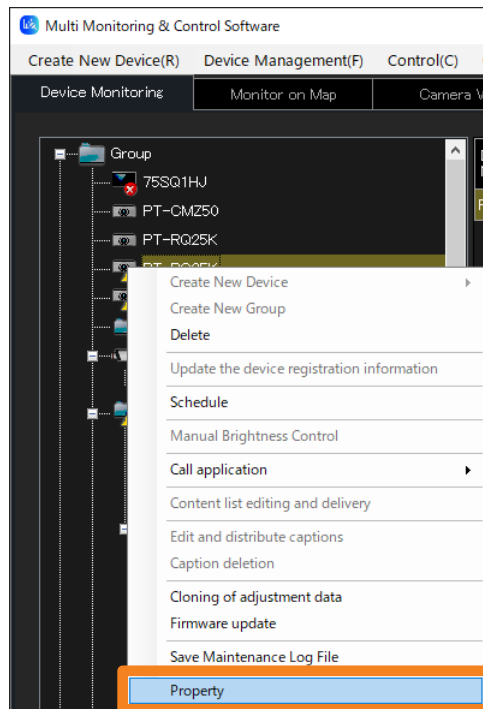 Multi Monitoring & Control Software
Create New Device(R) Device Management(F) Control(C)
Device Monitoring Monitor on Map Camera
Group
75SQ1HJ
PT-CMZ50
PT-RQ25K
Create New Device
Create New Group
Delete
Update the device registration information
Schedule
Manual Brightness Control
Call application
Content list editing and delivery
Edit and distribute captions
Caption deletion
Cloning of adjustment data
Firmware update
Save Maintenance Log File
Property